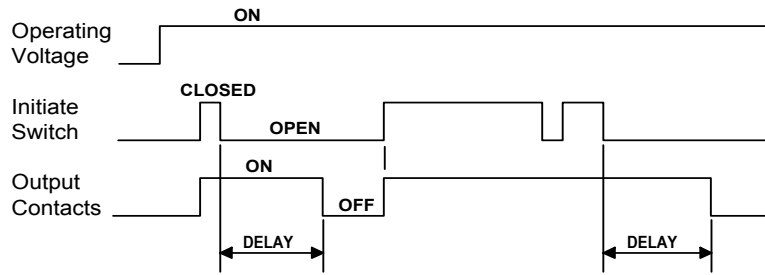 ON
Operating
Voltage
CLOSED
Initiate
Switch
OPEN
ON
Output
Contacts
OFF
DELAY
DELAY